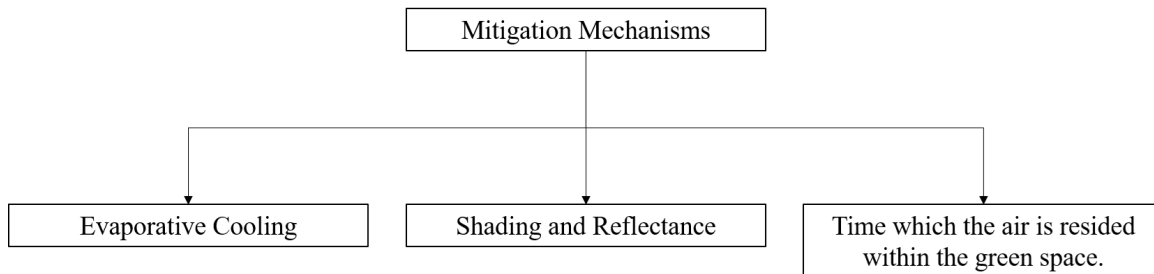 Mitigation Mechanisms
Evaporative Cooling
Shading and Reflectance
Time which the air is resided
within the green space.